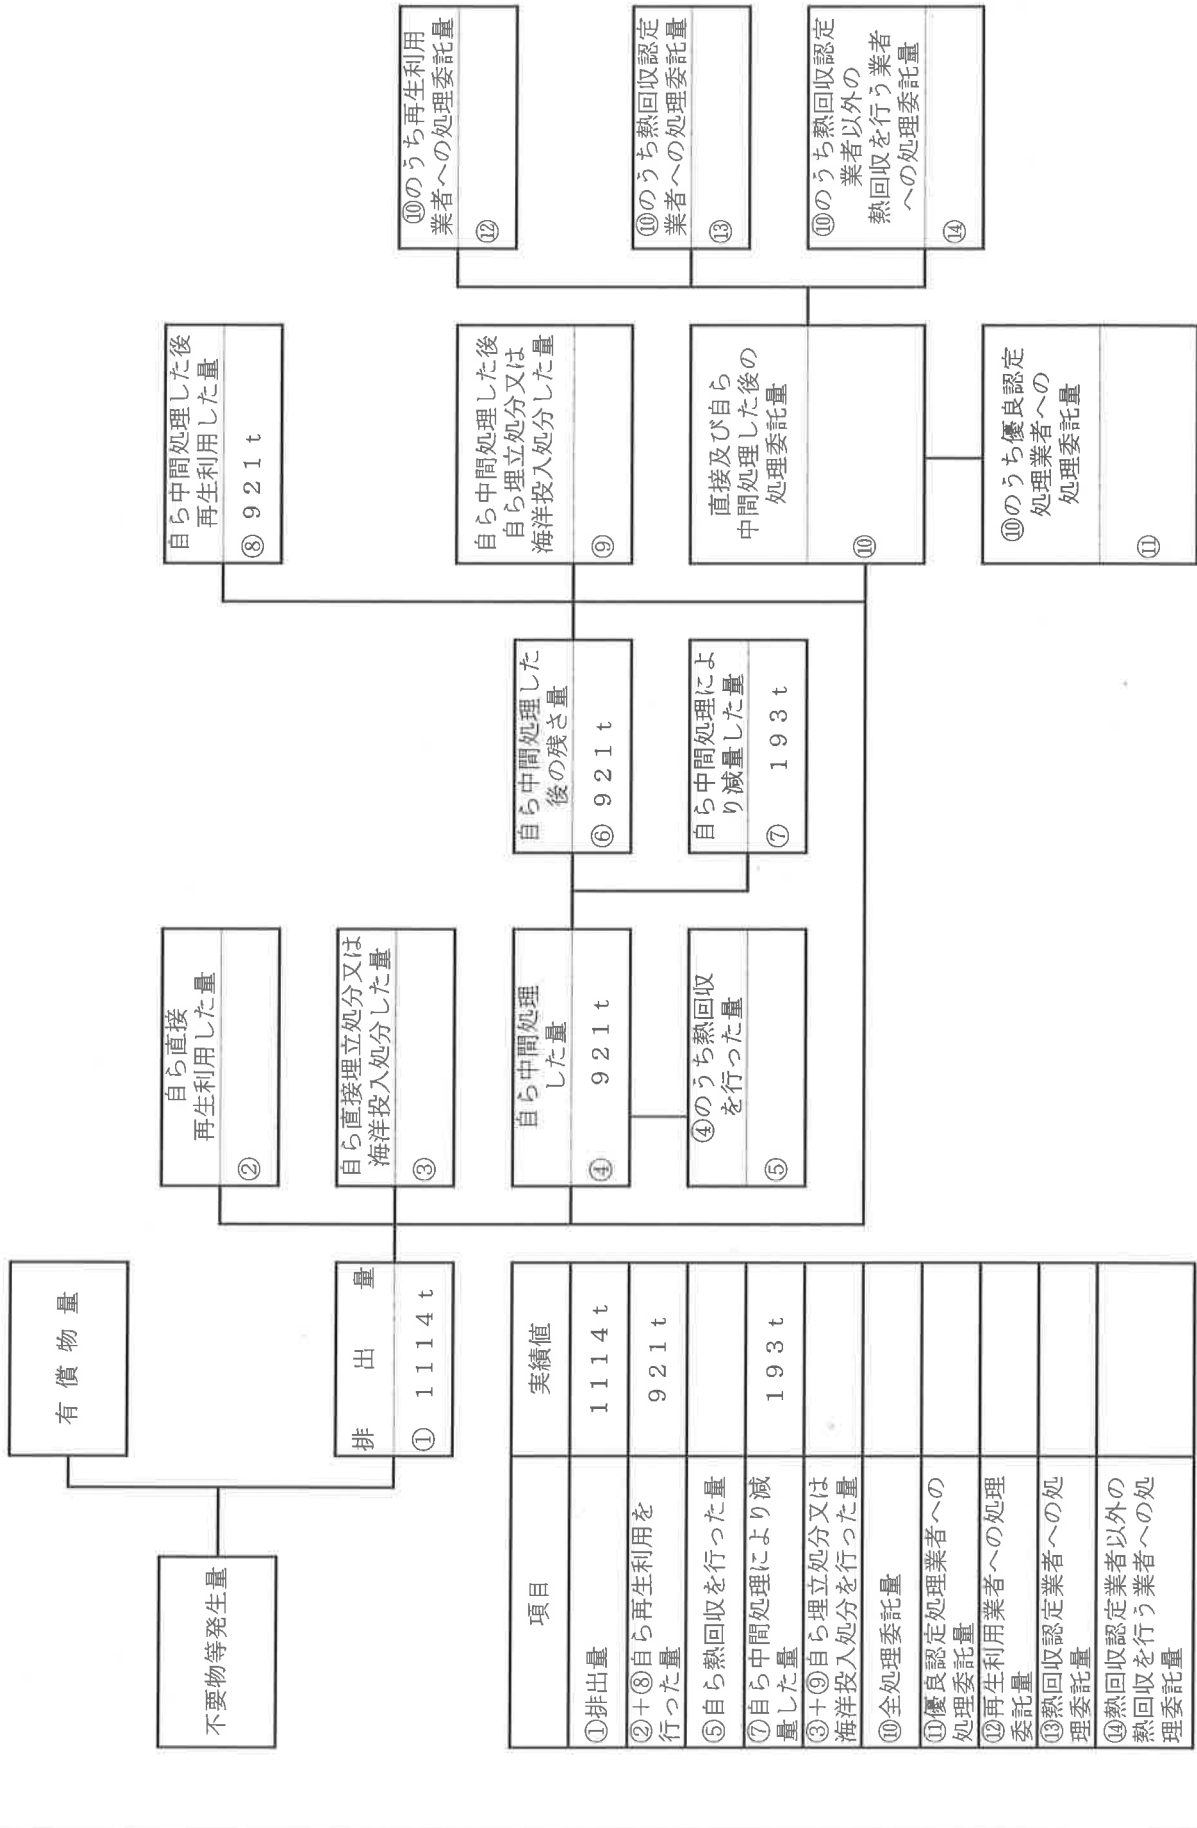 不要物等発生量
有償物量
排出量
① 1114t
自ら直接
再生利用した量
②
自ら直接埋立処分又は
海洋投入処分した量
③
自ら中間処理
した量
④ 921t
④のうち熱回収
を行った量
⑤
自ら中間処理した
後の残さ量
⑥ 921t
自ら中間処理によ
り減量した量
⑦ 193t
自ら中間処理した後
再生利用した量
⑧ 921t
自ら中間処理した後
自ら埋立処分又は
海洋投入処分した量
⑨
直接及び自ら
中間処理した後の
処理委託量
⑩
⑩のうち優良認定
処理業者への
処理委託量
⑪
⑩のうち再生利用
業者への処理委託量
⑫
⑩のうち熱回収認定
業者への処理委託量
⑬
⑩のうち熱回収認定
業者以外の
熱回収を行う業者
への処理委託量
⑭
項目 実績値
①排出量 1114t
②+⑧自ら再生利用を
行った量 921t
⑤自ら熱回収を行った量
⑦自ら中間処理により減
量した量 193t
③+⑨自ら埋立処分又は
海洋投入処分を行った量
⑩全処理委託量
⑪優良認定処理業者への
処理委託量
⑫再生利用業者への処理
委託量
⑬熱回収認定業者への処
理委託量
⑭熱回収認定業者以外の
熱回収を行う業者への処
理委託量